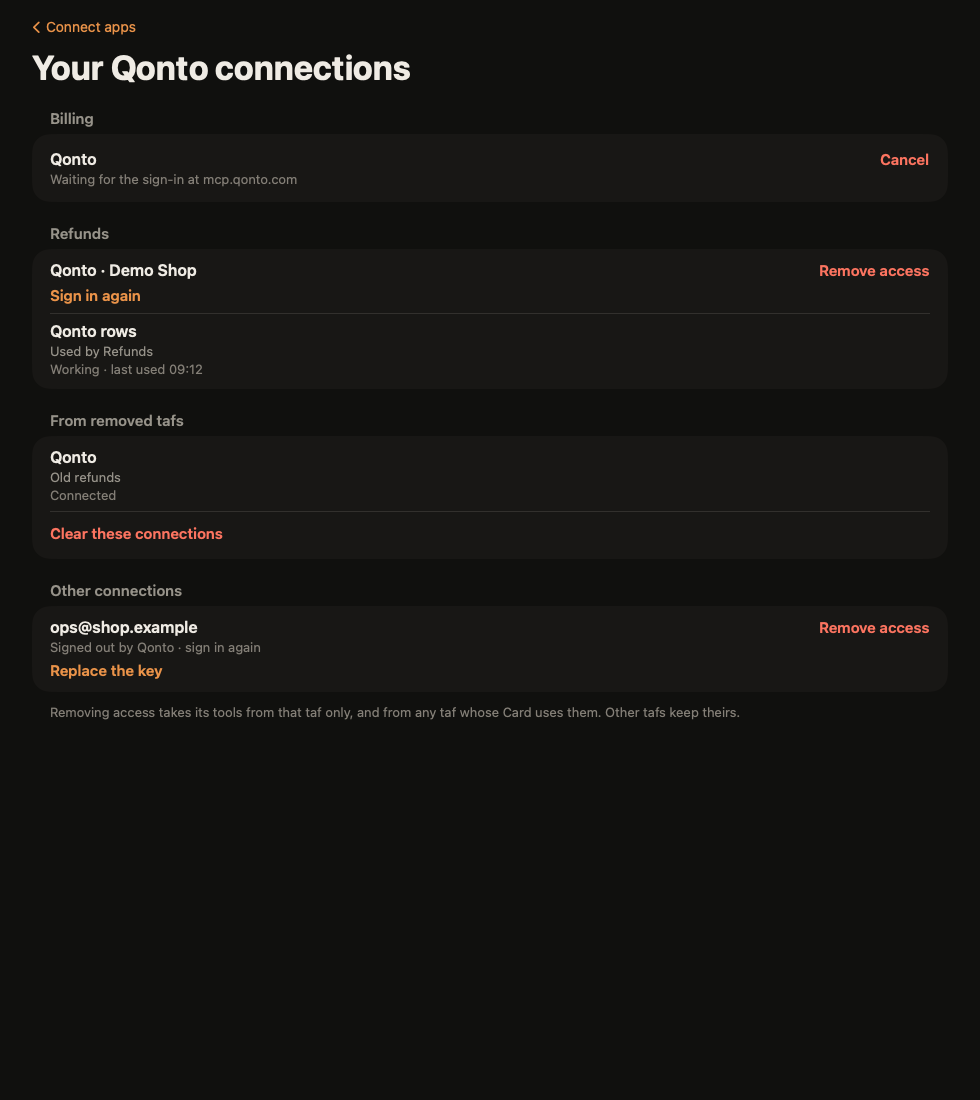 Connect apps
Your Qonto connections
Billing
Qonto
Cancel
Waiting for the sign-in at mcp.qonto.com
Refunds
Qonto · Demo Shop
Remove access
Sign in again
Qonto rows
Used by Refunds
Working · last used 09:12
From removed tafs
Qonto
Old refunds
Connected
Clear these connections
Other connections
ops@shop.example
Remove access
Signed out by Qonto · sign in again
Replace the key
Removing access takes its tools from that taf only, and from any taf whose Card uses them. Other tafs keep theirs.